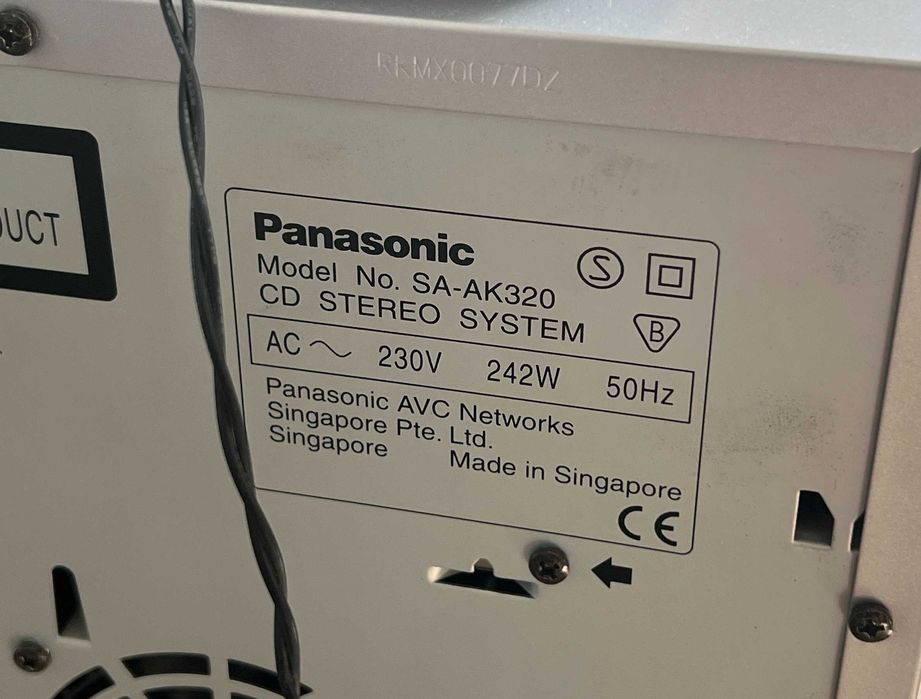 RKMX0077DZ
DUCT
Panasonic
S
Model No. SA-AK320
CD STEREO SYSTEM
B
AC ~ 230V 242W 50Hz
Panasonic AVC Networks
Singapore Pte. Ltd.
Singapore Made in Singapore
CE